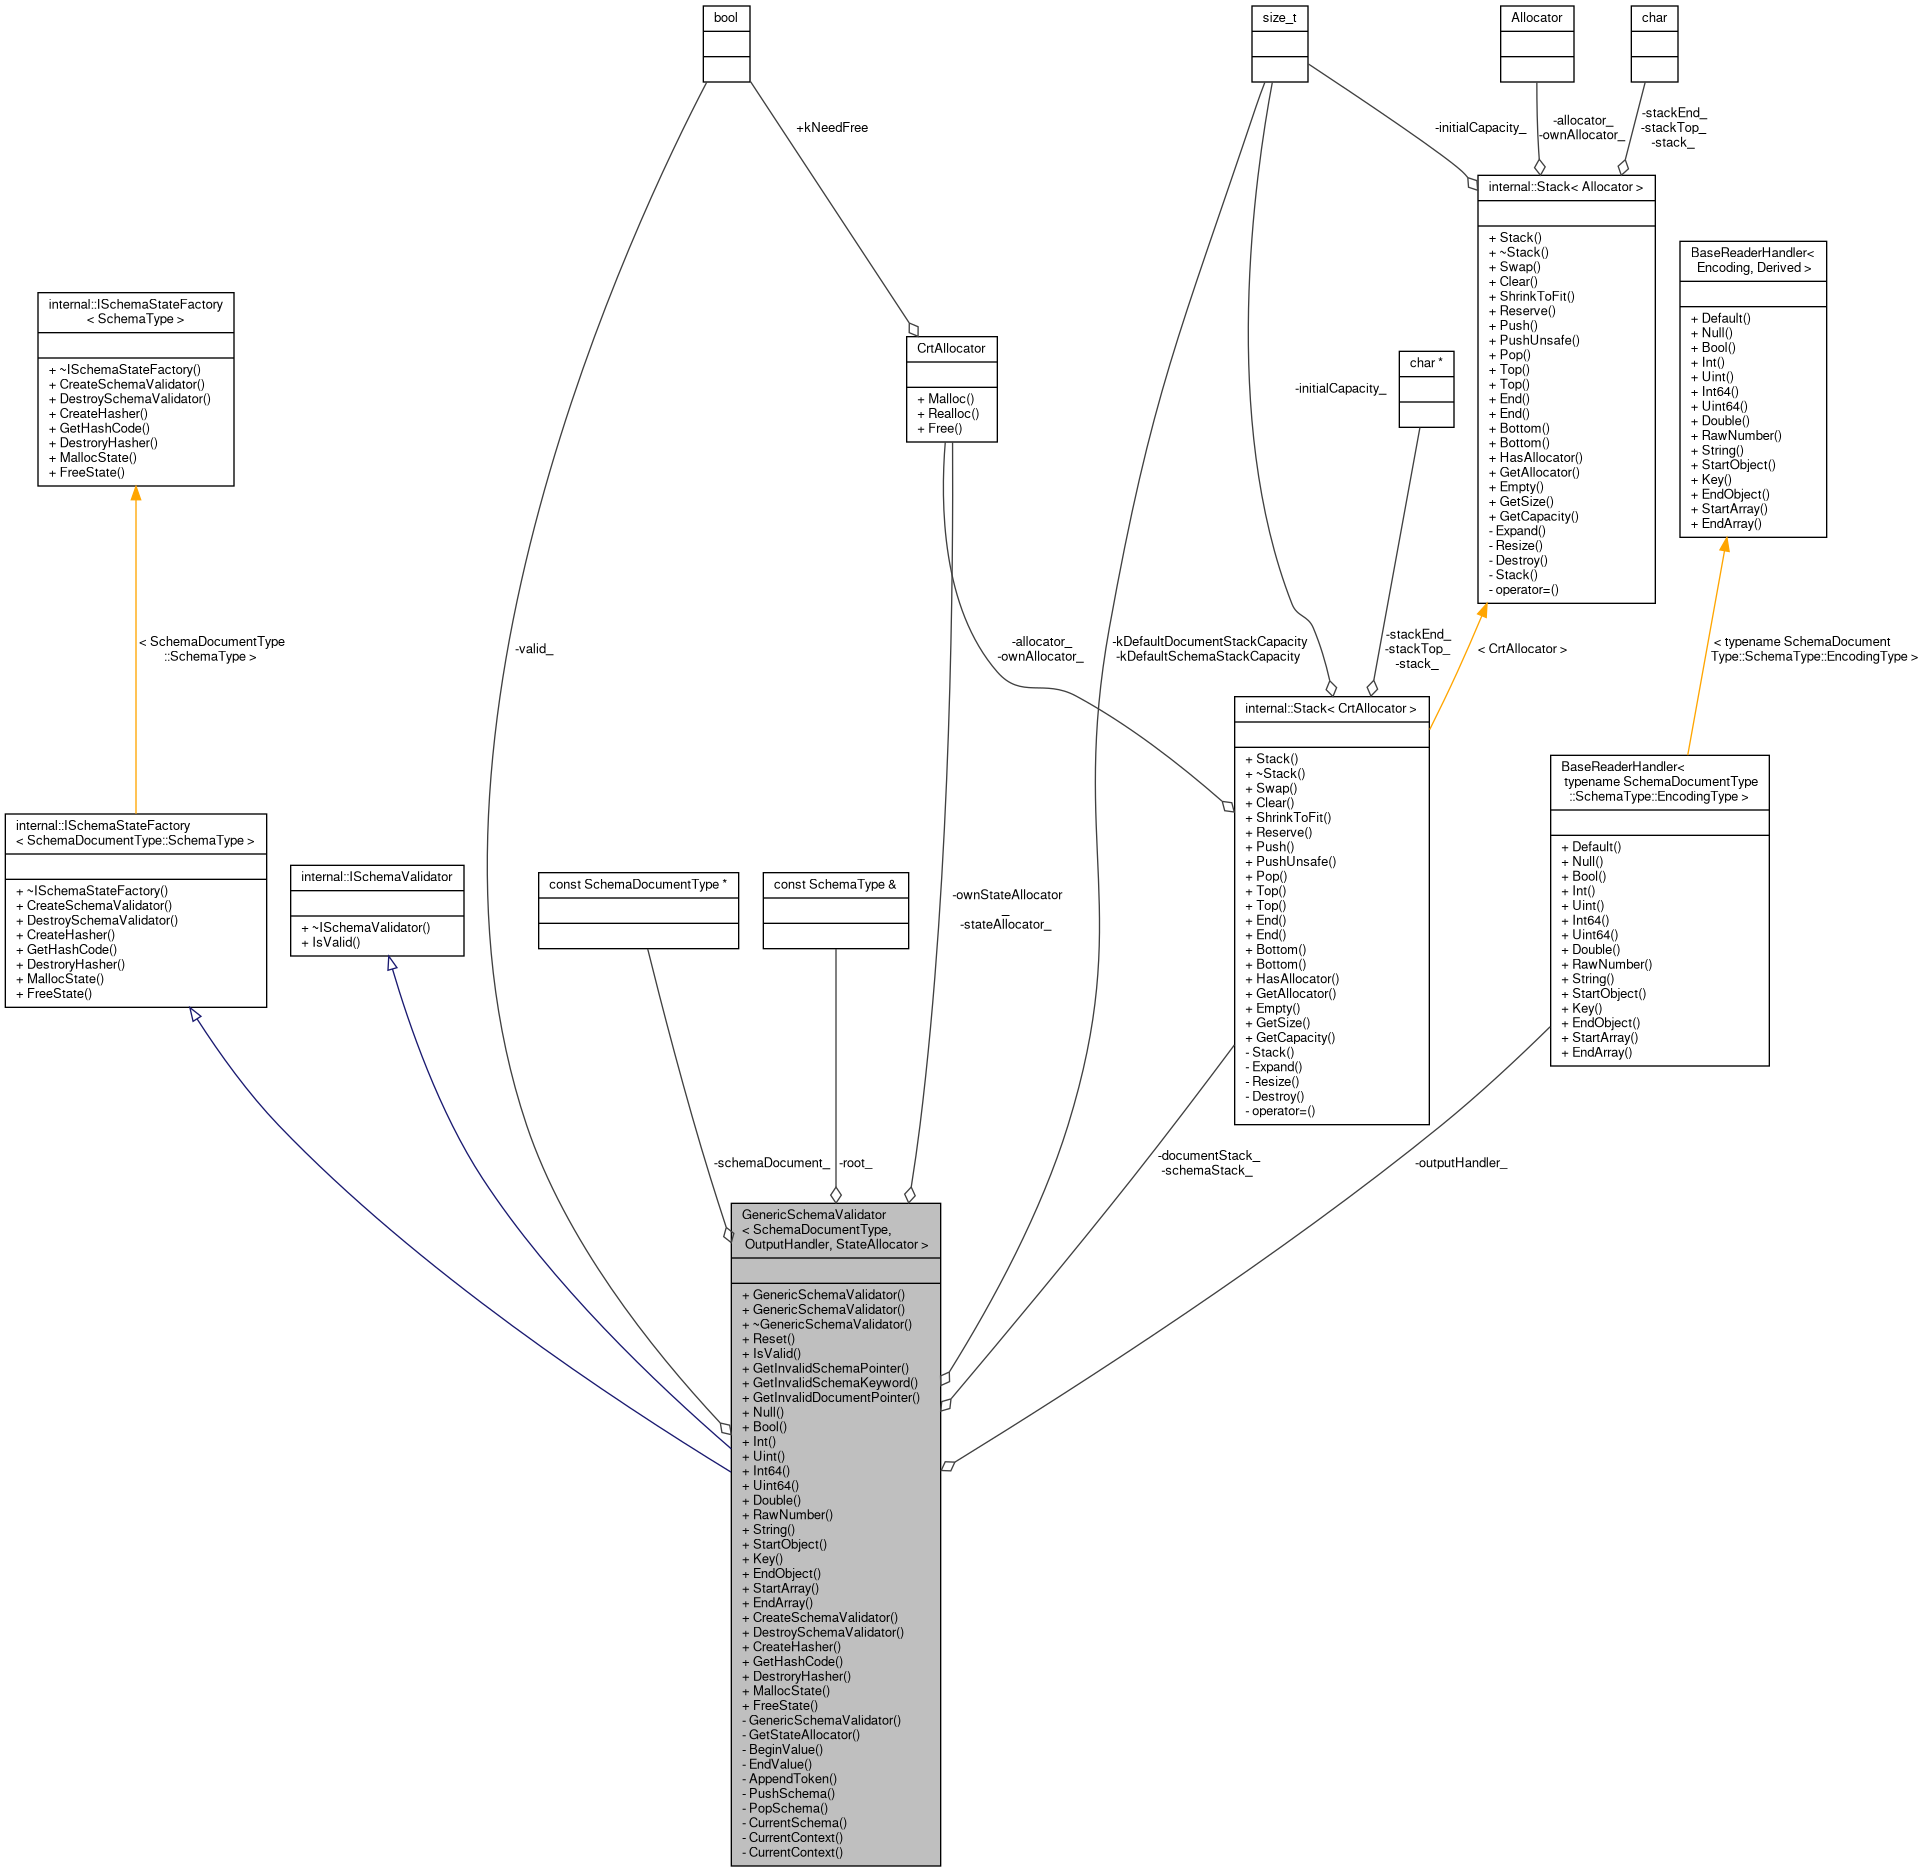 bool
size_t
Allocator
char
+kNeedFree
-initialCapacity_
-allocator_
-ownAllocator_
-stackEnd_
-stackTop_
-stack_
internal::Stack< Allocator >
+ Stack()
+ ~Stack()
+ Swap()
+ Clear()
+ ShrinkToFit()
+ Reserve()
+ Push()
+ PushUnsafe()
+ Pop()
+ Top()
+ Top()
+ End()
+ End()
+ Bottom()
+ Bottom()
+ HasAllocator()
+ GetAllocator()
+ Empty()
+ GetSize()
+ GetCapacity()
- Expand()
- Resize()
- Destroy()
- Stack()
- operator=()
BaseReaderHandler<
Encoding, Derived >
+ Default()
+ Null()
+ Bool()
+ Int()
+ Uint()
+ Int64()
+ Uint64()
+ Double()
+ RawNumber()
+ String()
+ StartObject()
+ Key()
+ EndObject()
+ StartArray()
+ EndArray()
internal::ISchemaStateFactory
< SchemaType >
+ ~ISchemaStateFactory()
+ CreateSchemaValidator()
+ DestroySchemaValidator()
+ CreateHasher()
+ GetHashCode()
+ DestroryHasher()
+ MallocState()
+ FreeState()
CrtAllocator
+ Malloc()
+ Realloc()
+ Free()
-initialCapacity_
char *
< SchemaDocumentType
::SchemaType >
-valid_
-allocator_
-ownAllocator_
-kDefaultDocumentStackCapacity
-kDefaultSchemaStackCapacity
-stackEnd_
-stackTop_
-stack_
< CrtAllocator >
< typename SchemaDocument
Type::SchemaType::EncodingType >
internal::Stack< CrtAllocator >
+ Stack()
+ ~Stack()
+ Swap()
+ Clear()
+ ShrinkToFit()
+ Reserve()
+ Push()
+ PushUnsafe()
+ Pop()
+ Top()
+ Top()
+ End()
+ End()
+ Bottom()
+ Bottom()
+ HasAllocator()
+ GetAllocator()
+ Empty()
+ GetSize()
+ GetCapacity()
- Stack()
- Expand()
- Resize()
- Destroy()
- operator=()
BaseReaderHandler<
typename SchemaDocumentType
::SchemaType::EncodingType >
+ Default()
+ Null()
+ Bool()
+ Int()
+ Uint()
+ Int64()
+ Uint64()
+ Double()
+ RawNumber()
+ String()
+ StartObject()
+ Key()
+ EndObject()
+ StartArray()
+ EndArray()
internal::ISchemaStateFactory
< SchemaDocumentType::SchemaType >
+ ~ISchemaStateFactory()
+ CreateSchemaValidator()
+ DestroySchemaValidator()
+ CreateHasher()
+ GetHashCode()
+ DestroryHasher()
+ MallocState()
+ FreeState()
internal::ISchemaValidator
+ ~ISchemaValidator()
+ IsValid()
const SchemaDocumentType *
const SchemaType &
-ownStateAllocator
_
-stateAllocator_
-schemaDocument_
-root_
-documentStack_
-schemaStack_
-outputHandler_
GenericSchemaValidator
< SchemaDocumentType,
OutputHandler, StateAllocator >
+ GenericSchemaValidator()
+ GenericSchemaValidator()
+ ~GenericSchemaValidator()
+ Reset()
+ IsValid()
+ GetInvalidSchemaPointer()
+ GetInvalidSchemaKeyword()
+ GetInvalidDocumentPointer()
+ Null()
+ Bool()
+ Int()
+ Uint()
+ Int64()
+ Uint64()
+ Double()
+ RawNumber()
+ String()
+ StartObject()
+ Key()
+ EndObject()
+ StartArray()
+ EndArray()
+ CreateSchemaValidator()
+ DestroySchemaValidator()
+ CreateHasher()
+ GetHashCode()
+ DestroryHasher()
+ MallocState()
+ FreeState()
- GenericSchemaValidator()
- GetStateAllocator()
- BeginValue()
- EndValue()
- AppendToken()
- PushSchema()
- PopSchema()
- CurrentSchema()
- CurrentContext()
- CurrentContext()